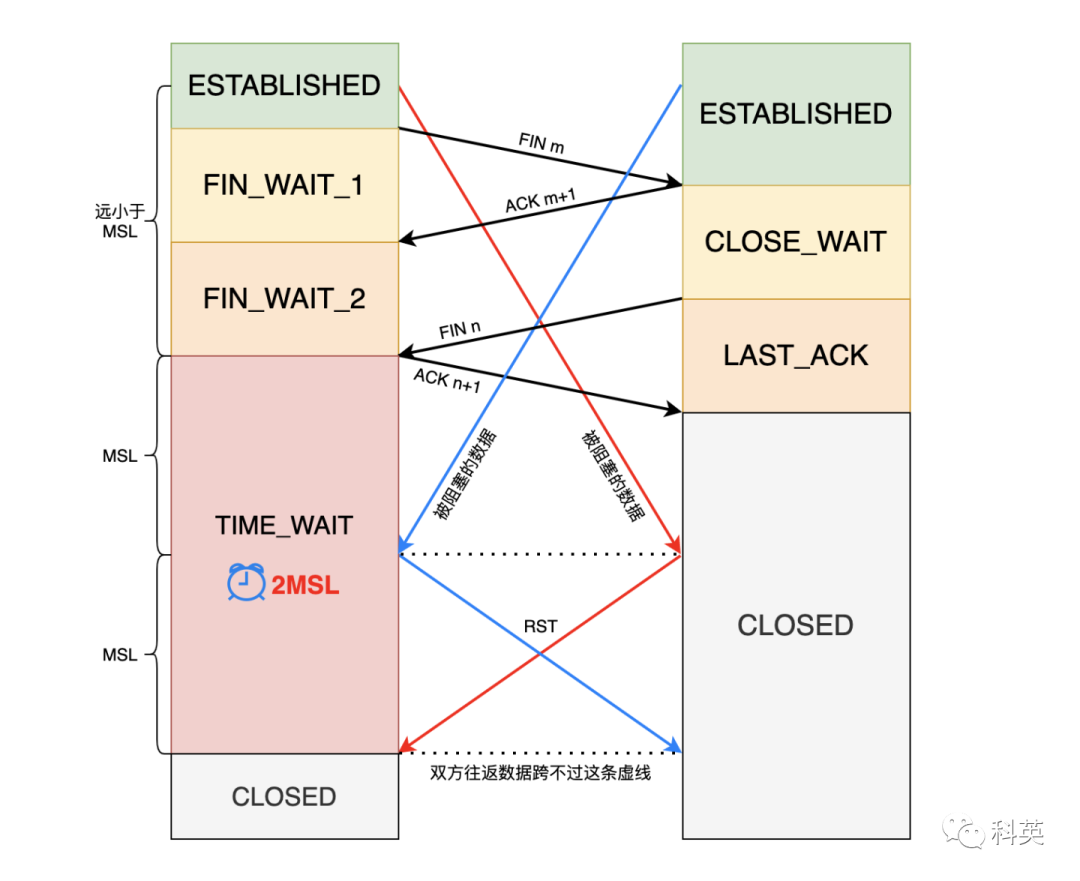 ESTABLISHED
ESTABLISHED
FIN m
FIN_WAIT_1
ACK m+1
远小于
MSL
CLOSE_WAIT
FIN_WAIT_2
FIN n
LAST_ACK
ACK n+1
MSL
被阻塞的数据
被阻塞的数据
TIME_WAIT
2MSL
RST
CLOSED
MSL
双方往返数据跨不过这条虚线
CLOSED
科英